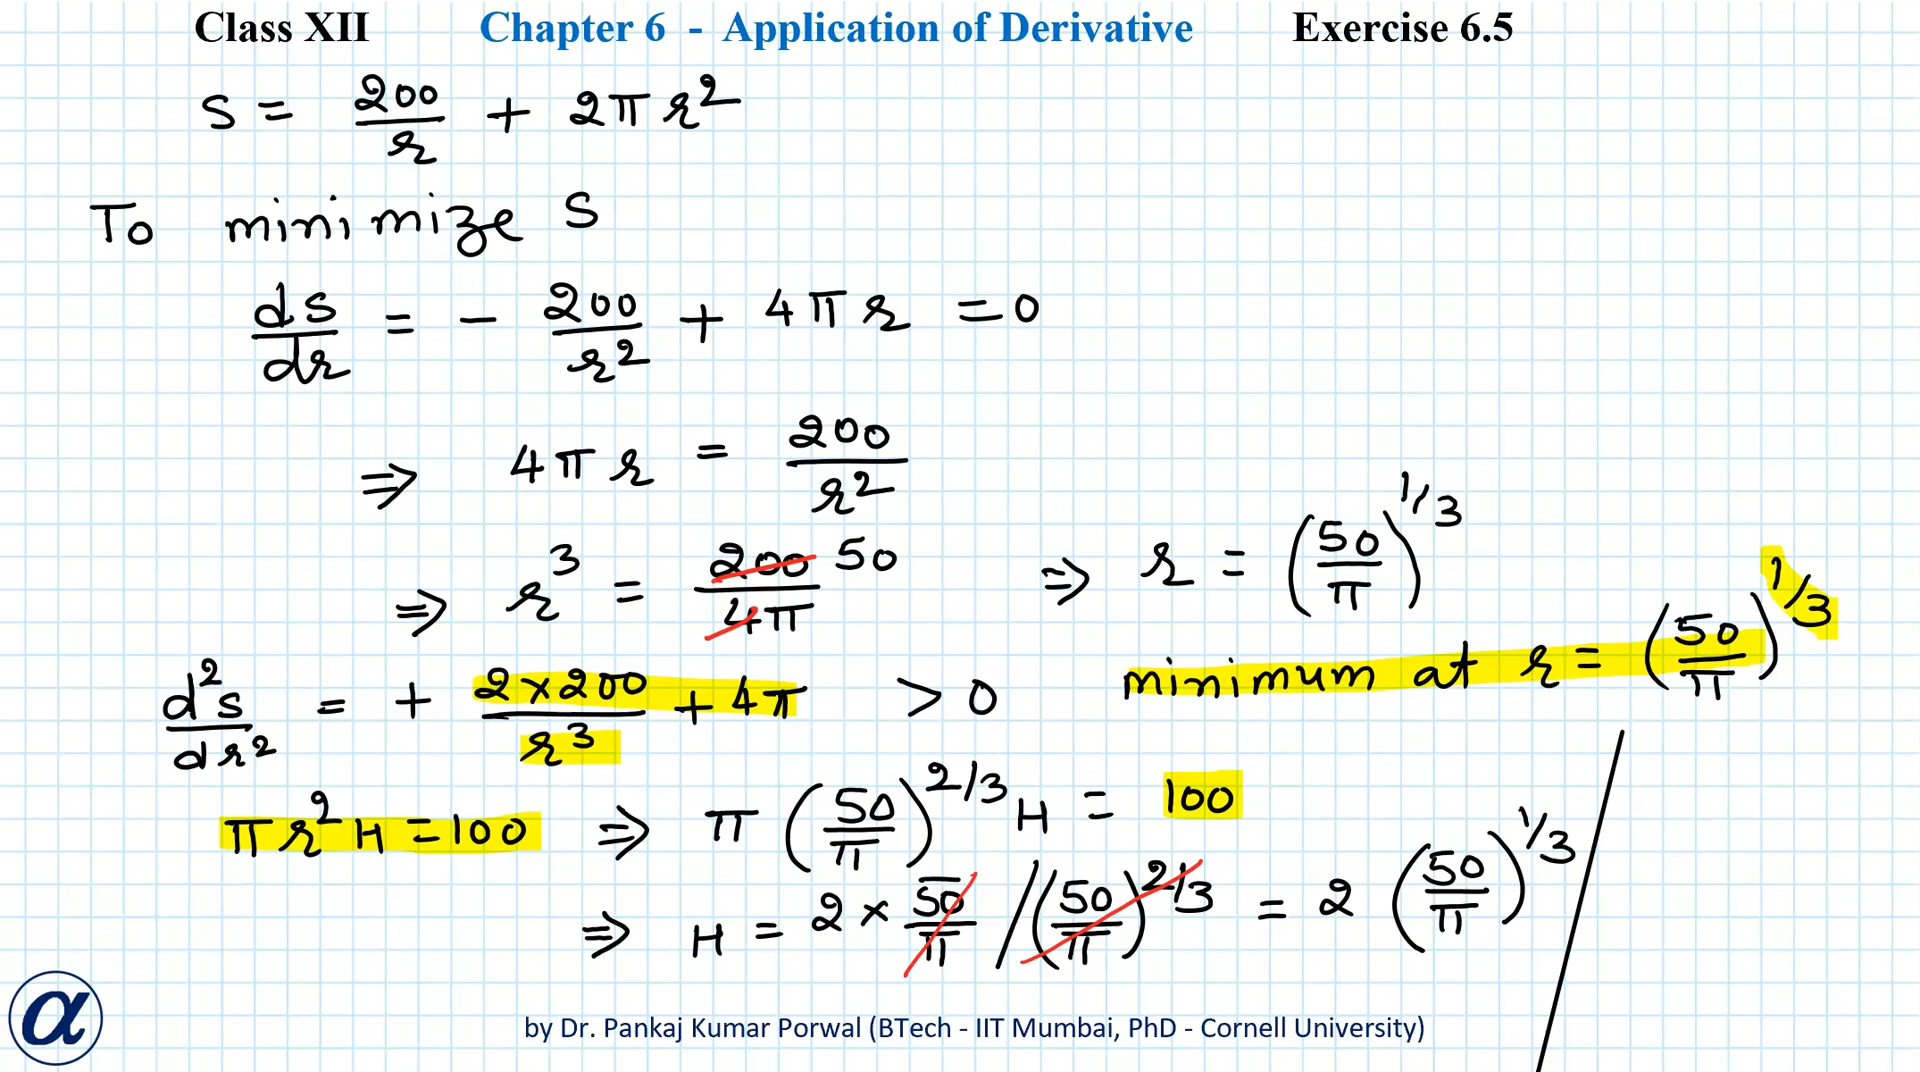 Class XII Chapter 6 - Application of Derivative Exercise 6.5
S = 200/r + 2πr²
To minimize S
dS/dr = - 200/r² + 4πr = 0
⇒ 4πr = 200/r²
⇒ r³ = 200/4π 50 ⇒ r = (50/π)^1/3
d²S/dr² = + 2×200/r³ + 4π > 0 minimum at r = (50/π)^1/3
πr²H = 100 ⇒ π(50/π)^2/3 H = 100
⇒ H = 2 × 50/π / (50/π)^2/3 = 2(50/π)^1/3
α
by Dr. Pankaj Kumar Porwal (BTech - IIT Mumbai, PhD - Cornell University)